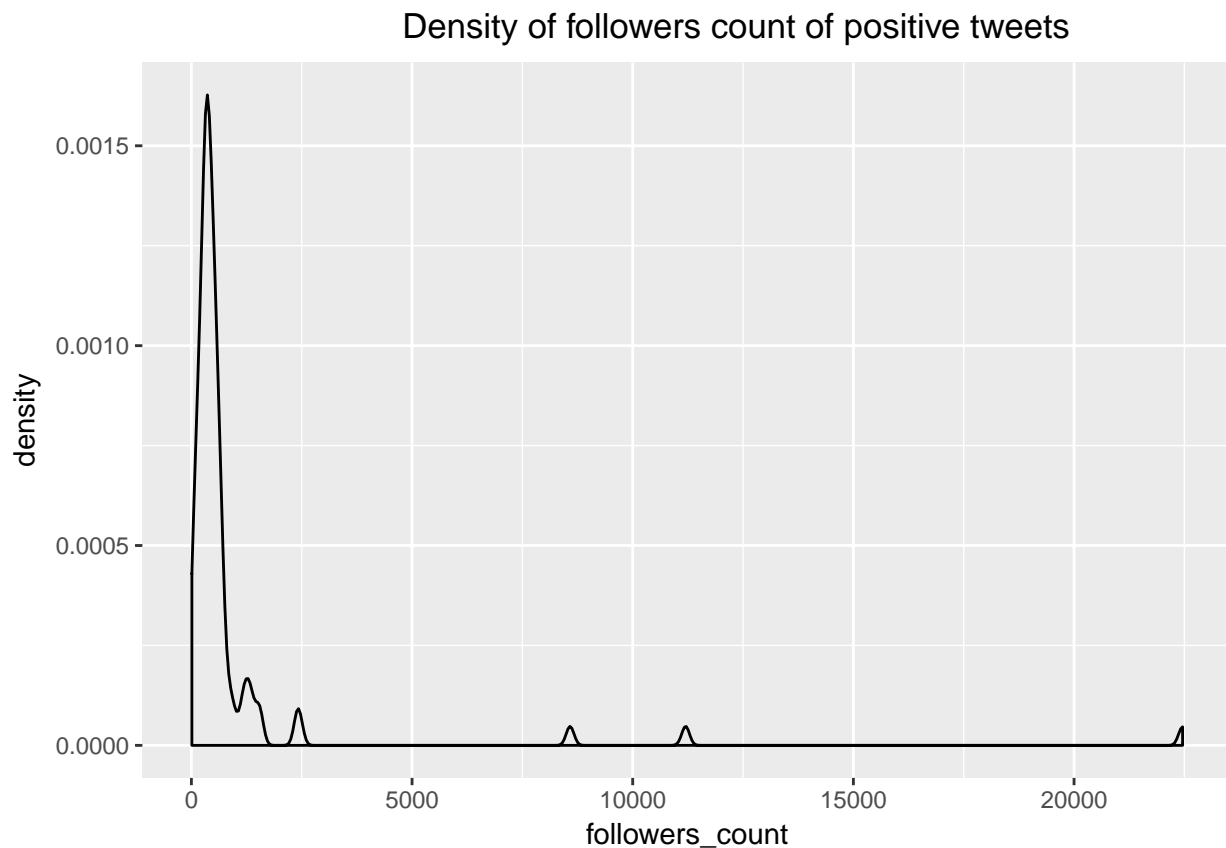 Density of followers count of positive tweets
0.0015
0.0010
density
0.0005
0.0000
0 5000 10000 15000 20000
followers_count